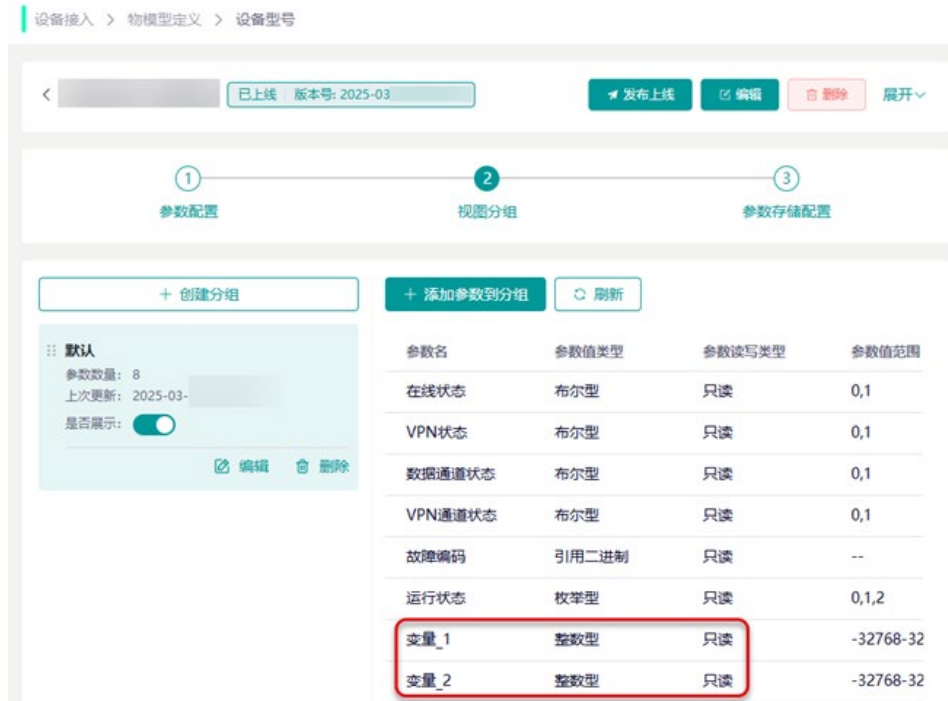 设备接入 > 物模型定义 > 设备型号
已上线 版本号: 2025-03
发布上线 编辑 删除 展开
1 2 3
参数配置 视图分组 参数存储配置
+ 创建分组
默认
参数数量: 8
上次更新: 2025-03-
是否展示:
编辑 删除
+ 添加参数到分组 刷新
参数名 参数值类型 参数读写类型 参数值范围
在线状态 布尔型 只读 0,1
VPN状态 布尔型 只读 0,1
数据通道状态 布尔型 只读 0,1
VPN通道状态 布尔型 只读 0,1
故障编码 引用二进制 只读 --
运行状态 枚举型 只读 0,1,2
变量_1 整数型 只读 -32768-32
变量_2 整数型 只读 -32768-32